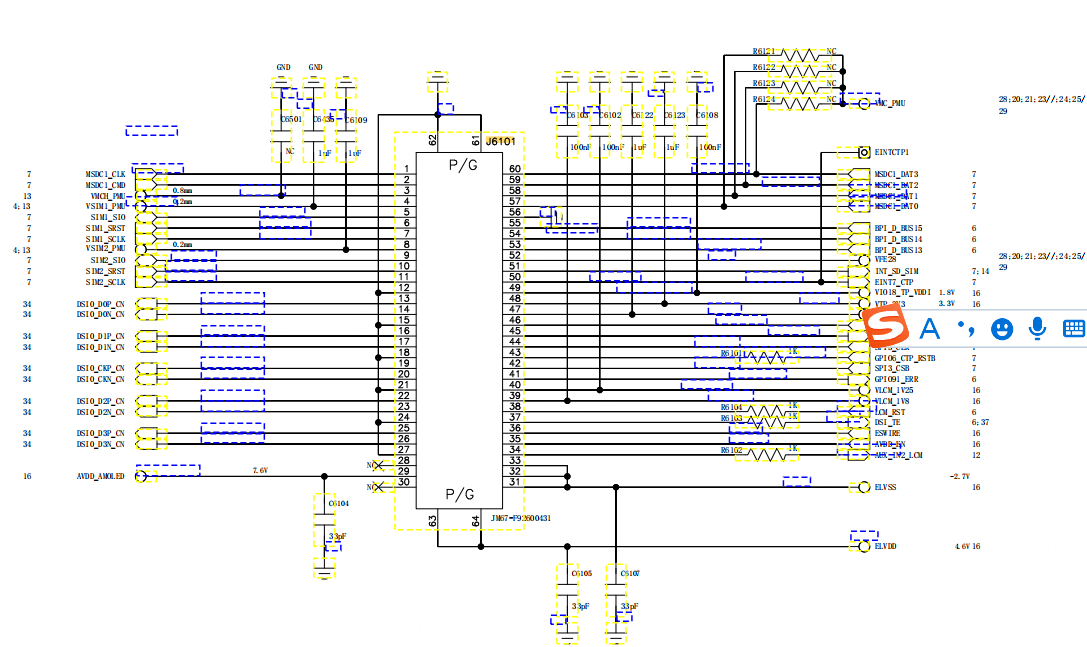 R6121 NC
R6122 NC
R6123 NC
R6124 NC
GND GND
C6501 C6109 C6102 C6123 C6108
NC 1uF 1uF 100nF 100nF 1uF 1uF 100nF
28;20;21;23//;24;25/
29
EINTCTP1
62 61 J6101
P/G
7 MSDC1_CLK 1 60 MSDC1_DAT3 7
7 MSDC1_CMD 2 59 MSDC1_DAT2 7
13 VMCH_PMU 0.8mm 3 58 MSDC1_DAT1 7
4;13 VSIM1_PMU 0.2mm 4 57 MSDC1_DAT0 7
7 SIM1_SIO 5 56
7 SIM1_SRST 6 55 BPI_D_BUS15 6
7 SIM1_SCLK 7 54 BPI_D_BUS14 6
4;13 VSIM2_PMU 0.2mm 8 53 BPI_D_BUS13 6
7 SIM2_SIO 9 52 VFE28 28;20;21;23//;24;25/
29
7 SIM2_SRST 10 51 INT_SD_SIM 7;14
7 SIM2_SCLK 11 50 EINT7_CTP 7
12 49 VIO18_TP_VDDI 1.8V 16
34 DSIO_D0P_CN 13 48 3.3V 16
34 DSIO_D0N_CN 14 47
15 46
34 DSIO_D1P_CN 16 45
34 DSIO_D1N_CN 17 44
18 43 R6101 1K GPIO6_CTP_RSTB 7
34 DSIO_CKP_CN 19 42 SPI3_CSB 7
34 DSIO_CKN_CN 20 41 GPIO91_ERR 6
21 40 VLCM_1V25 16
34 DSIO_D2P_CN 22 39 VLCM_1V8 16
34 DSIO_D2N_CN 23 38 R6104 1K LCM_RST 6
24 37 R6103 1K DSI_TE 6;37
34 DSIO_D3P_CN 25 36 ESWIRE 16
34 DSIO_D3N_CN 26 35 AVDD_EN 16
27 34 R6102 1K AUX_IN2_LCM 12
NC 28 33
16 AVDD_AMOLED 7.6V 29 32 -2.7V
NC 30 31 ELVSS 16
P/G
63 64 JM67-P92600431
C6104
33pF
ELVDD 4.6V 16
C6105 C6107
33pF 33pF